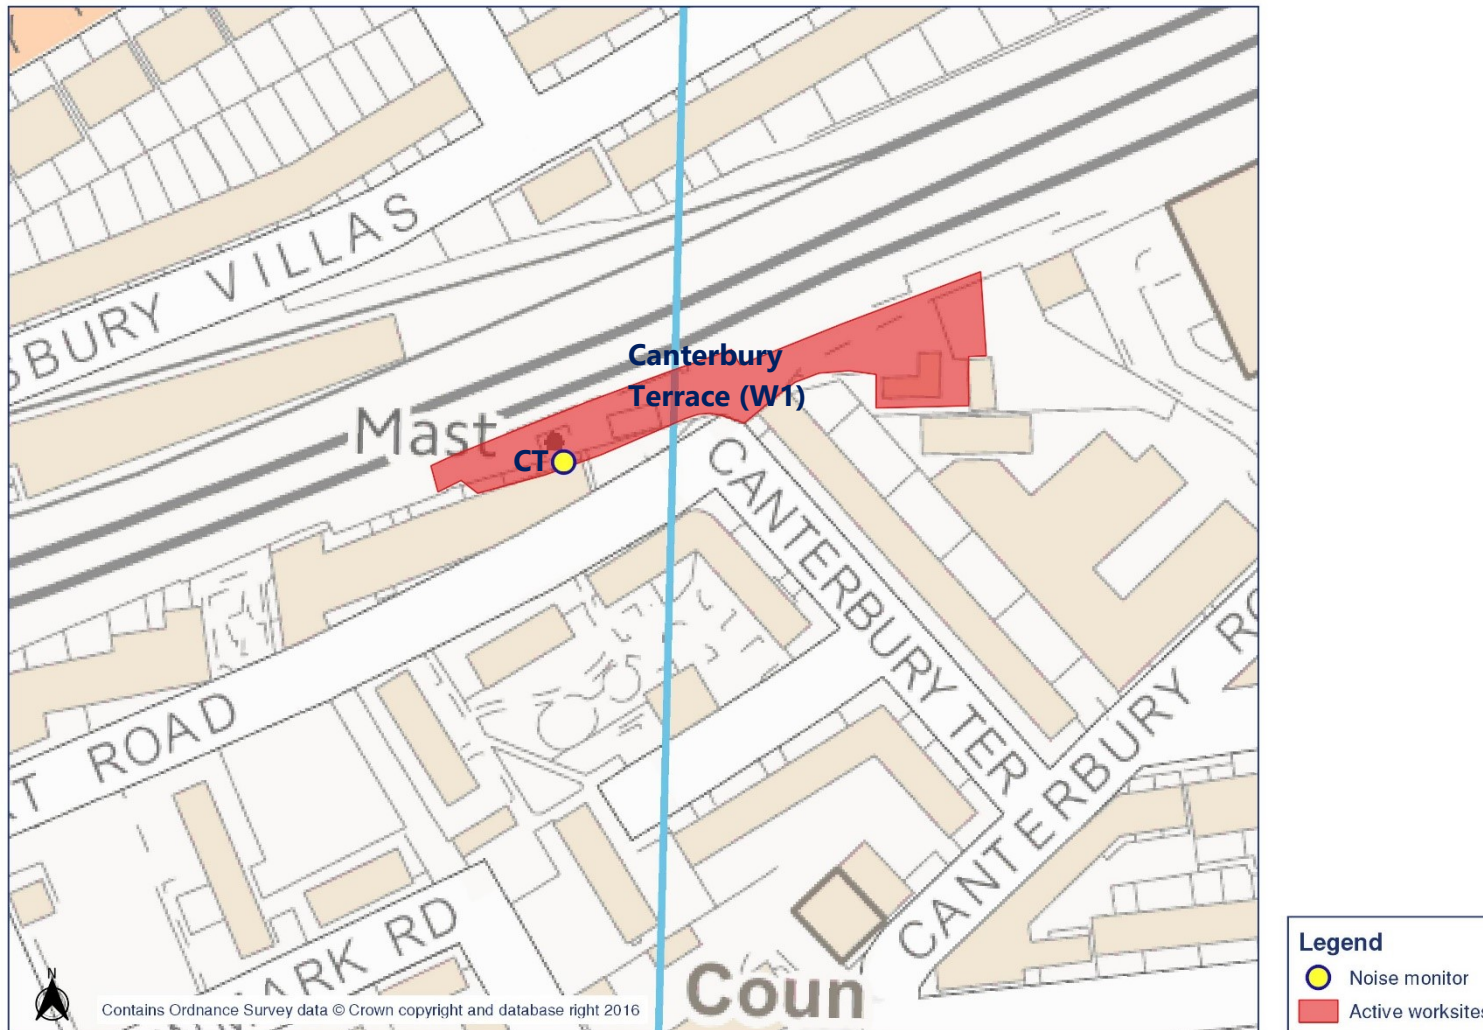 SBURY VILLAS
Canterbury
Terrace (W1)
Mast
CT
CANTERBURY TER
T ROAD
CANTERBURY RO
ARK RD
Coun
N
Contains Ordnance Survey data © Crown copyright and database right 2016
Legend
Noise monitor
Active worksites